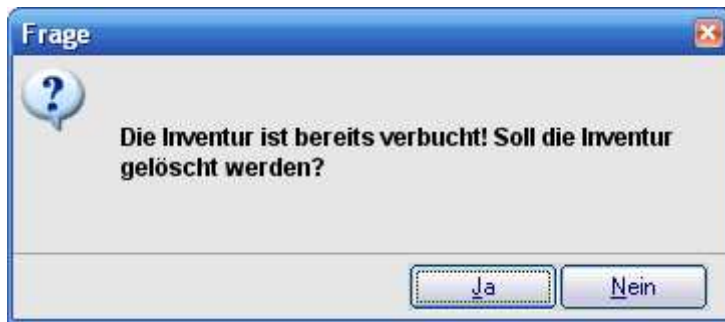 Frage
Die Inventur ist bereits verbucht! Soll die Inventur
gelöscht werden?
Ja
Nein